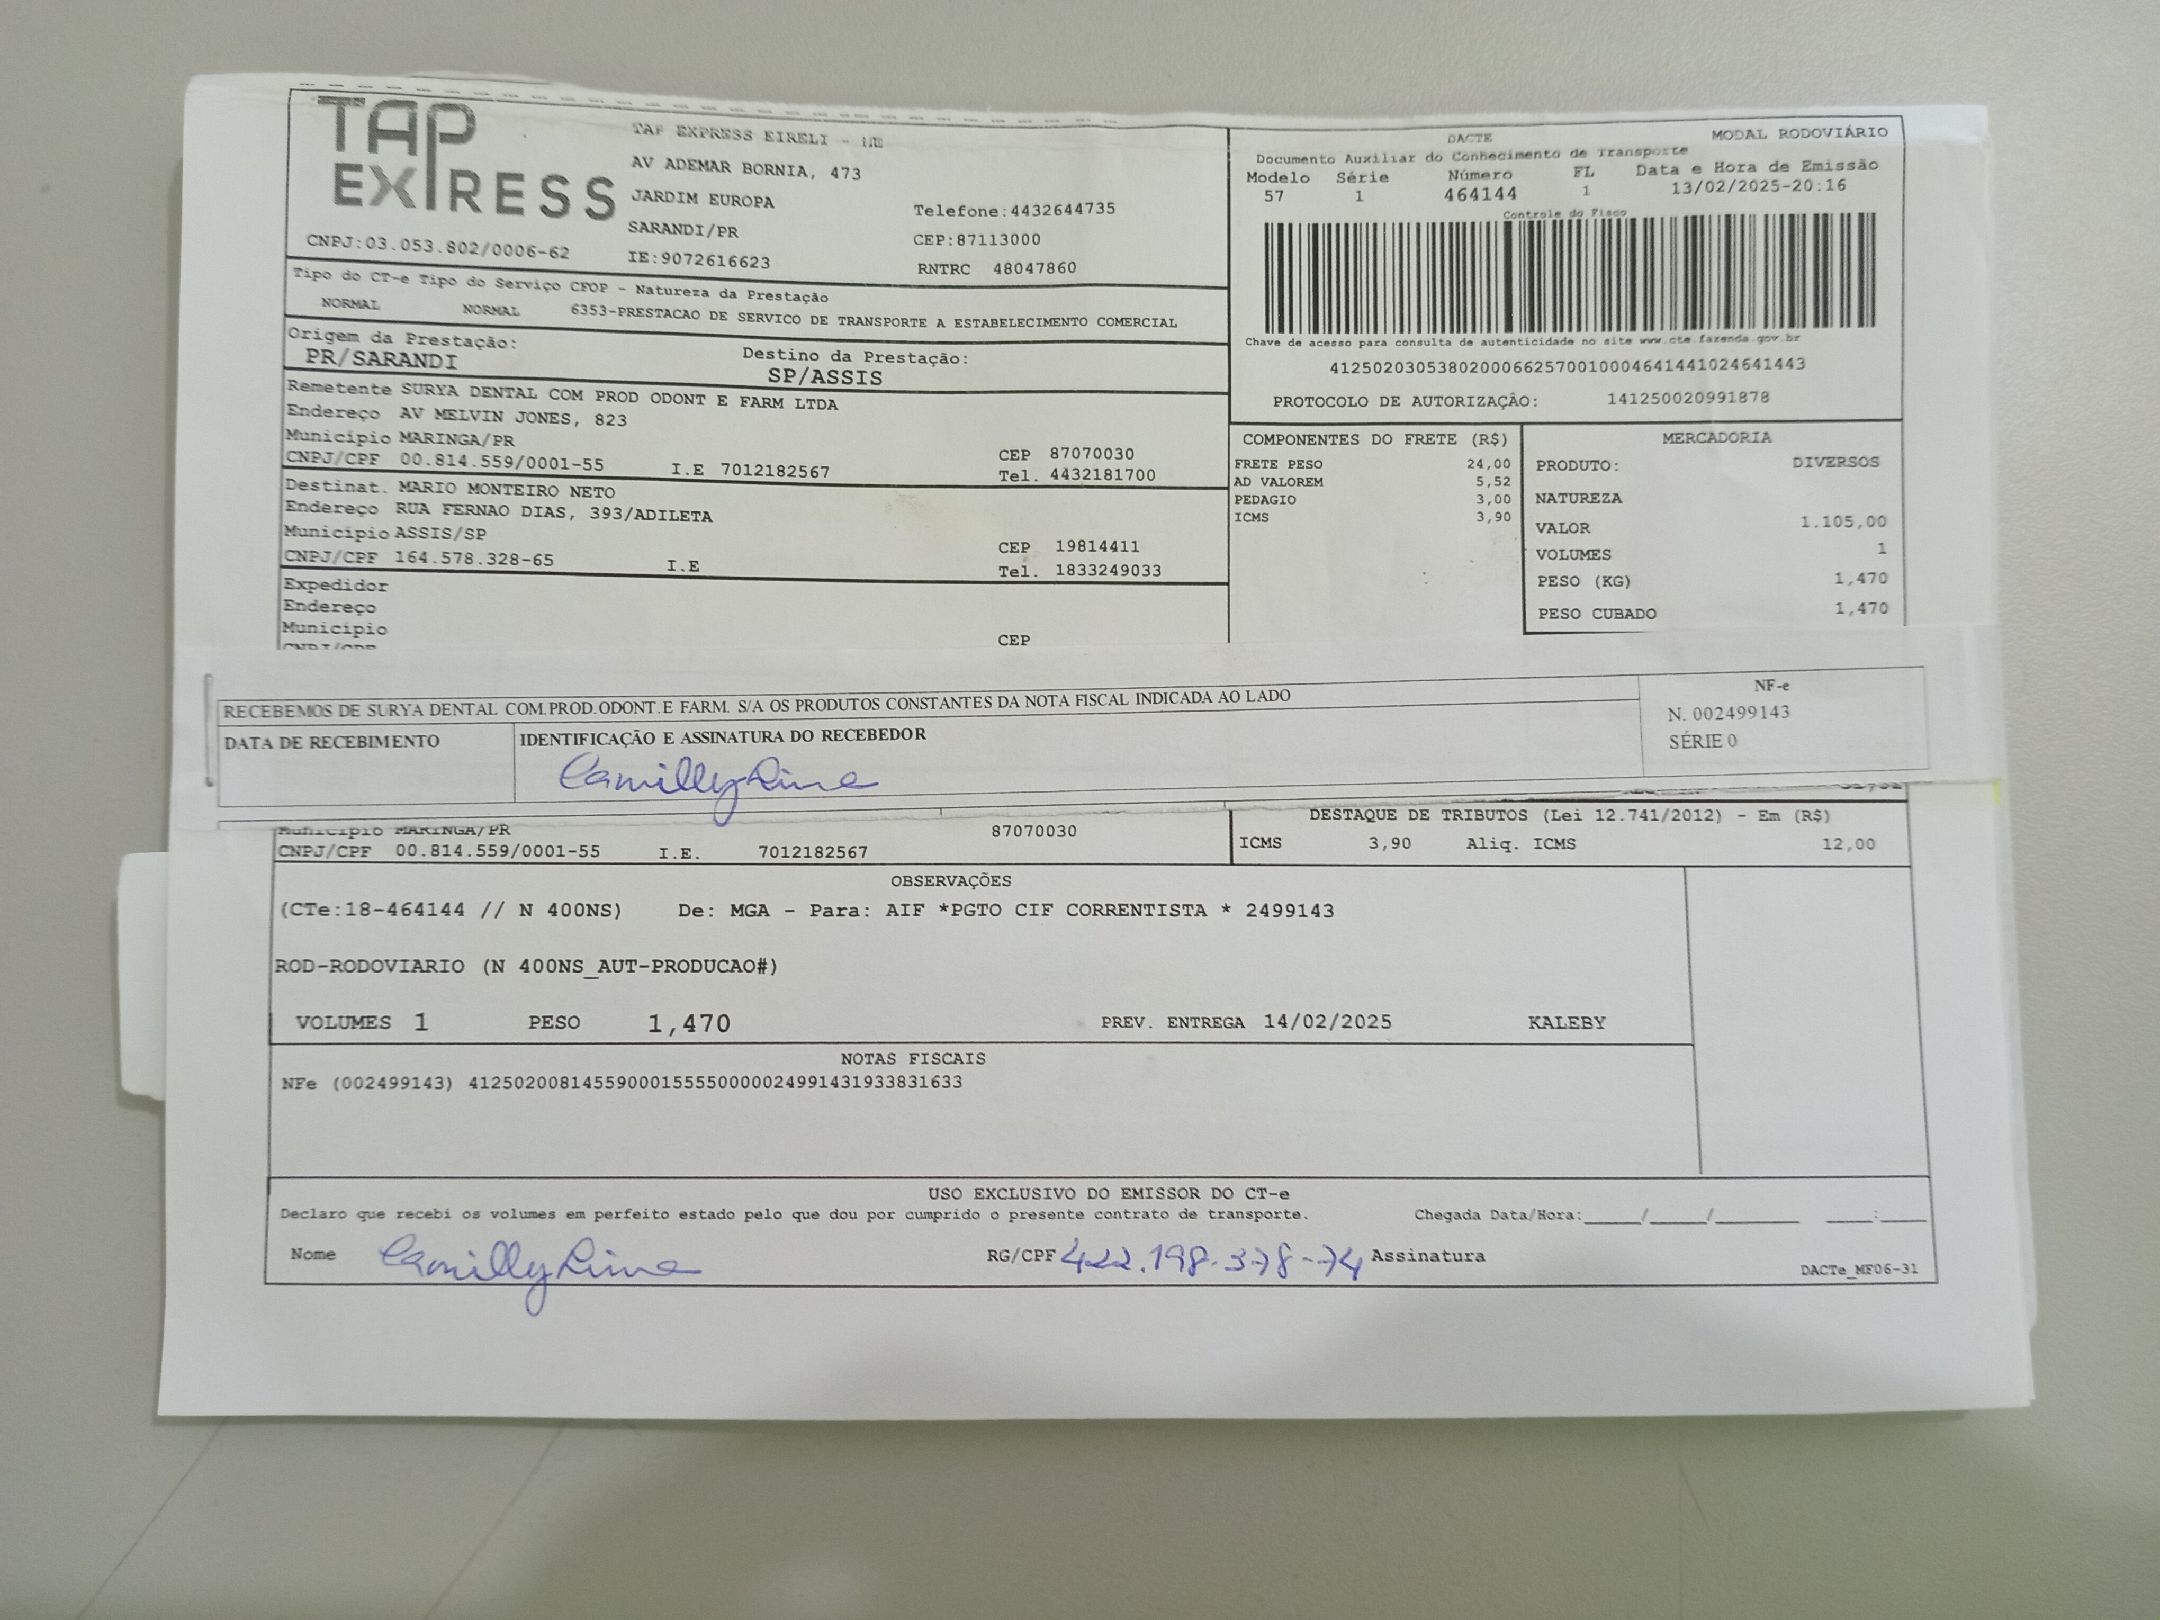 TAP
EXPRESS
TAP EXPRESS EIRELI - ME
AV ADEMAR BORNIA, 473
JARDIM EUROPA
SARANDI/PR
IE:9072616623
Telefone:4432644735
CEP:87113000
RNTRC 48047860
CNPJ:03.053.802/0006-62
DACTE
MODAL RODOVIÁRIO
Documento Auxiliar do Conhecimento de Transporte
Modelo Série Número FL Data e Hora de Emissão
57 1 464144 1 13/02/2025-20:16
Controle do Fisco
Chave de acesso para consulta de autenticidade no site www.cte.fazenda.gov.br
41250203053802000662570010004641441024641443
PROTOCOLO DE AUTORIZAÇÃO: 141250020991878
Tipo do CT-e Tipo do Serviço CFOP - Natureza da Prestação
NORMAL NORMAL 6353-PRESTACAO DE SERVICO DE TRANSPORTE A ESTABELECIMENTO COMERCIAL
Origem da Prestação: Destino da Prestação:
PR/SARANDI SP/ASSIS
Remetente SURYA DENTAL COM PROD ODONT E FARM LTDA
Endereço AV MELVIN JONES, 823
Município MARINGA/PR CEP 87070030
CNPJ/CPF 00.814.559/0001-55 I.E 7012182567 Tel. 4432181700
Destinat. MARIO MONTEIRO NETO
Endereço RUA FERNAO DIAS, 393/ADILETA
Município ASSIS/SP CEP 19814411
CNPJ/CPF 164.578.328-65 I.E Tel. 1833249033
Expedidor
Endereço
Município CEP
CNPJ/CPF
COMPONENTES DO FRETE (R$)
FRETE PESO 24,00
AD VALOREM 5,52
PEDAGIO 3,00
ICMS 3,90
MERCADORIA
PRODUTO: DIVERSOS
NATUREZA
VALOR 1.105,00
VOLUMES 1
PESO (KG) 1,470
PESO CUBADO 1,470
RECEBEMOS DE SURYA DENTAL COM.PROD.ODONT.E FARM. S/A OS PRODUTOS CONSTANTES DA NOTA FISCAL INDICADA AO LADO
DATA DE RECEBIMENTO
IDENTIFICAÇÃO E ASSINATURA DO RECEBEDOR
Camilly Lima
NF-e
N. 002499143
SÉRIE 0
Município MARINGA/PR 87070030
CNPJ/CPF 00.814.559/0001-55 I.E. 7012182567
DESTAQUE DE TRIBUTOS (Lei 12.741/2012) - Em (R$)
ICMS 3,90 Aliq. ICMS 12,00
OBSERVAÇÕES
(CTe:18-464144 // N 400NS) De: MGA - Para: AIF *PGTO CIF CORRENTISTA * 2499143
ROD-RODOVIARIO (N 400NS_AUT-PRODUCAO#)
VOLUMES 1 PESO 1,470 PREV. ENTREGA 14/02/2025 KALEBY
NOTAS FISCAIS
NFe (002499143) 41250200814559000155550000024991431933831633
USO EXCLUSIVO DO EMISSOR DO CT-e
Declaro que recebi os volumes em perfeito estado pelo que dou por cumprido o presente contrato de transporte. Chegada Data/Hora:____/____/______ ____:____
Nome Camilly Lima RG/CPF 422.198.378-74 Assinatura
DACTe_MF06-31